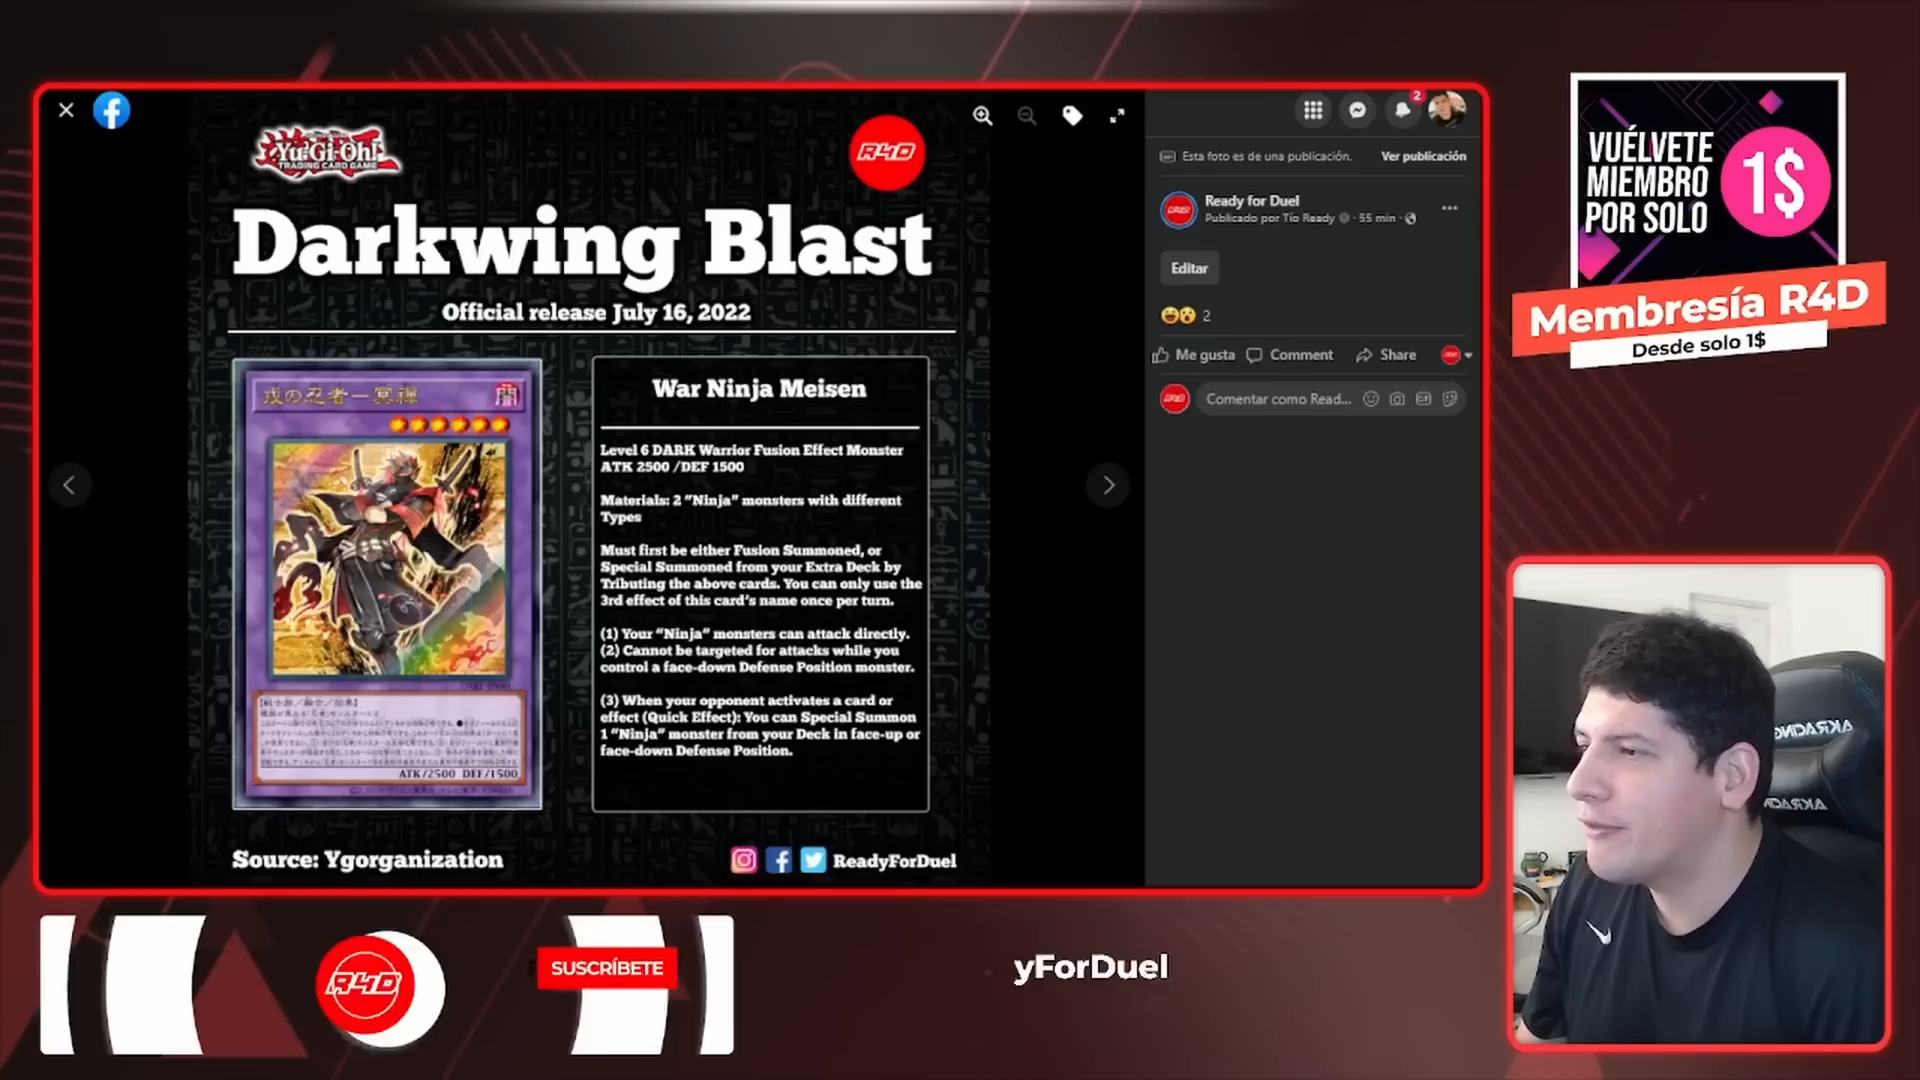 Yu-Gi-Oh!
TRADING CARD GAME
R4D
Darkwing Blast
Official release July 16, 2022
戎の忍者－冥禪
闇
ATK/2500 DEF/1500
War Ninja Meisen
Level 6 DARK Warrior Fusion Effect Monster
ATK 2500 /DEF 1500
Materials: 2 "Ninja" monsters with different
Types
Must first be either Fusion Summoned, or
Special Summoned from your Extra Deck by
Tributing the above cards. You can only use the
3rd effect of this card's name once per turn.
(1) Your "Ninja" monsters can attack directly.
(2) Cannot be targeted for attacks while you
control a face-down Defense Position monster.
(3) When your opponent activates a card or
effect (Quick Effect): You can Special Summon
1 "Ninja" monster from your Deck in face-up or
face-down Defense Position.
Source: Ygorganization
ReadyForDuel
2
Esta foto es de una publicación. Ver publicación
Ready for Duel
Publicado por Tío Ready · 55 min ·
Editar
2
Me gusta Comment Share
Comentar como Read...
VUÉLVETE
MIEMBRO
POR SOLO
1$
Membresía R4D
Desde solo 1$
AKRACING
AKRACING
R4D
SUSCRÍBETE
yForDuel